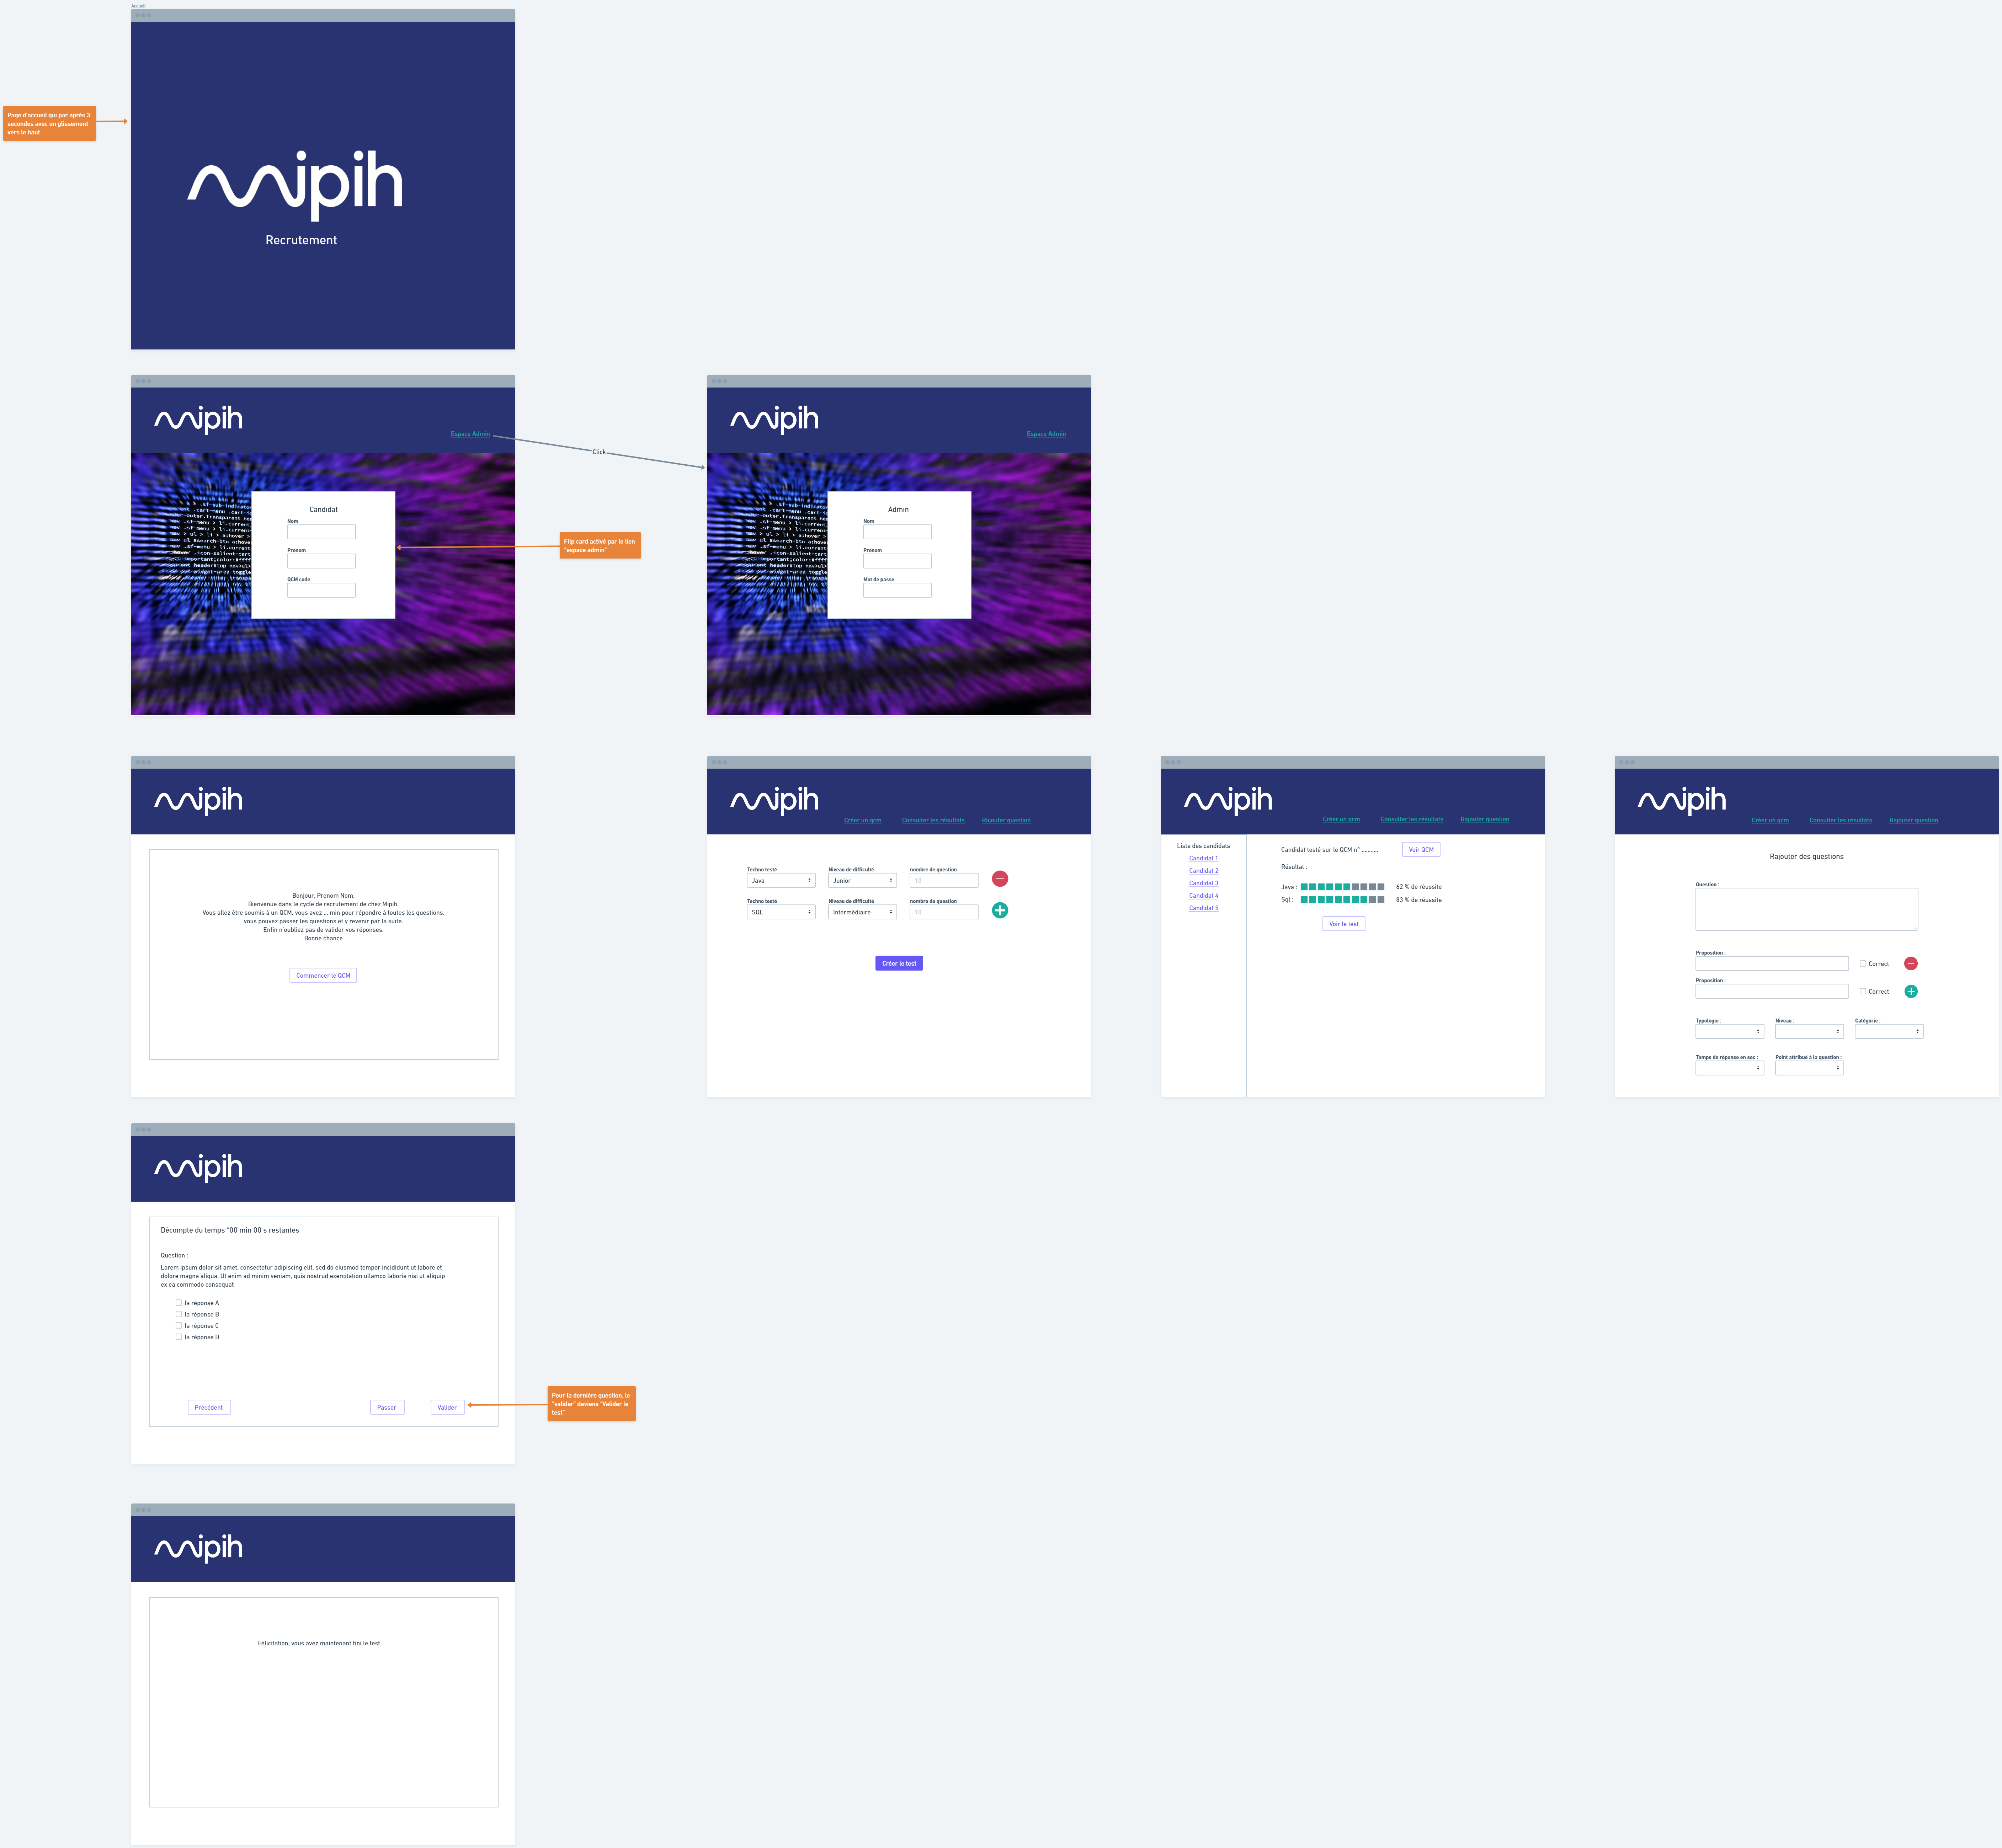 Accueil
Page d'accueil qui par après 3
secondes avec un glissement
vers le haut
mipih
Recrutement
mipih
Espace Admin
Click
Candidat
Nom
Prenom
QCM code
Flip card activé par le lien
"espace admin"
mipih
Espace Admin
Admin
Nom
Prenom
Mot de passe
mipih
Bonjour, Prenom Nom,
Bienvenue dans le cycle de recrutement de chez Mipih.
Vous allez être soumis à un QCM. vous avez ... min pour répondre à toutes les questions.
vous pouvez passer les questions et y revenir par la suite.
Enfin n'oubliez pas de valider vos réponses.
Bonne chance
Commencer le QCM
mipih
Créer un qcm Consulter les résultats Rajouter question
Techno testé Niveau de difficulté nombre de question
Java Junior 10
Techno testé Niveau de difficulté nombre de question
SQL Intermédiaire 10
Créer le test
mipih
Créer un qcm Consulter les résultats Rajouter question
Liste des candidats
Candidat 1
Candidat 2
Candidat 3
Candidat 4
Candidat 5
Candidat testé sur le QCM n° ______ Voir QCM
Résultat :
Java : 62 % de réussite
Sql : 83 % de réussite
Voir le test
mipih
Créer un qcm Consulter les résultats Rajouter question
Rajouter des questions
Question :
Proposition :
Correct
Proposition :
Correct
Typologie : Niveau : Catégorie :
Temps de réponse en sec : Point attribué à la question :
mipih
Décompte du temps "00 min 00 s restantes
Question :
Lorem ipsum dolor sit amet, consectetur adipiscing elit, sed do eiusmod tempor incididunt ut labore et
dolore magna aliqua. Ut enim ad minim veniam, quis nostrud exercitation ullamco laboris nisi ut aliquip
ex ea commodo consequat
la réponse A
la réponse B
la réponse C
la réponse D
Précédent Passer Valider
Pour la dernière question, le
"valider" deviens "Valider le
test"
mipih
Félicitation, vous avez maintenant fini le test